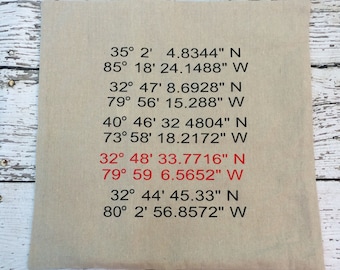 35° 2' 4.8344" N
85° 18' 24.1488" W
32° 47' 8.6928" N
79° 56' 15.288" W
40° 46' 32 4804" N
73° 58' 18.2172" W
32° 48' 33.7716" N
79° 59 6.5652" W
32° 44' 45.33" N
80° 2' 56.8572" W